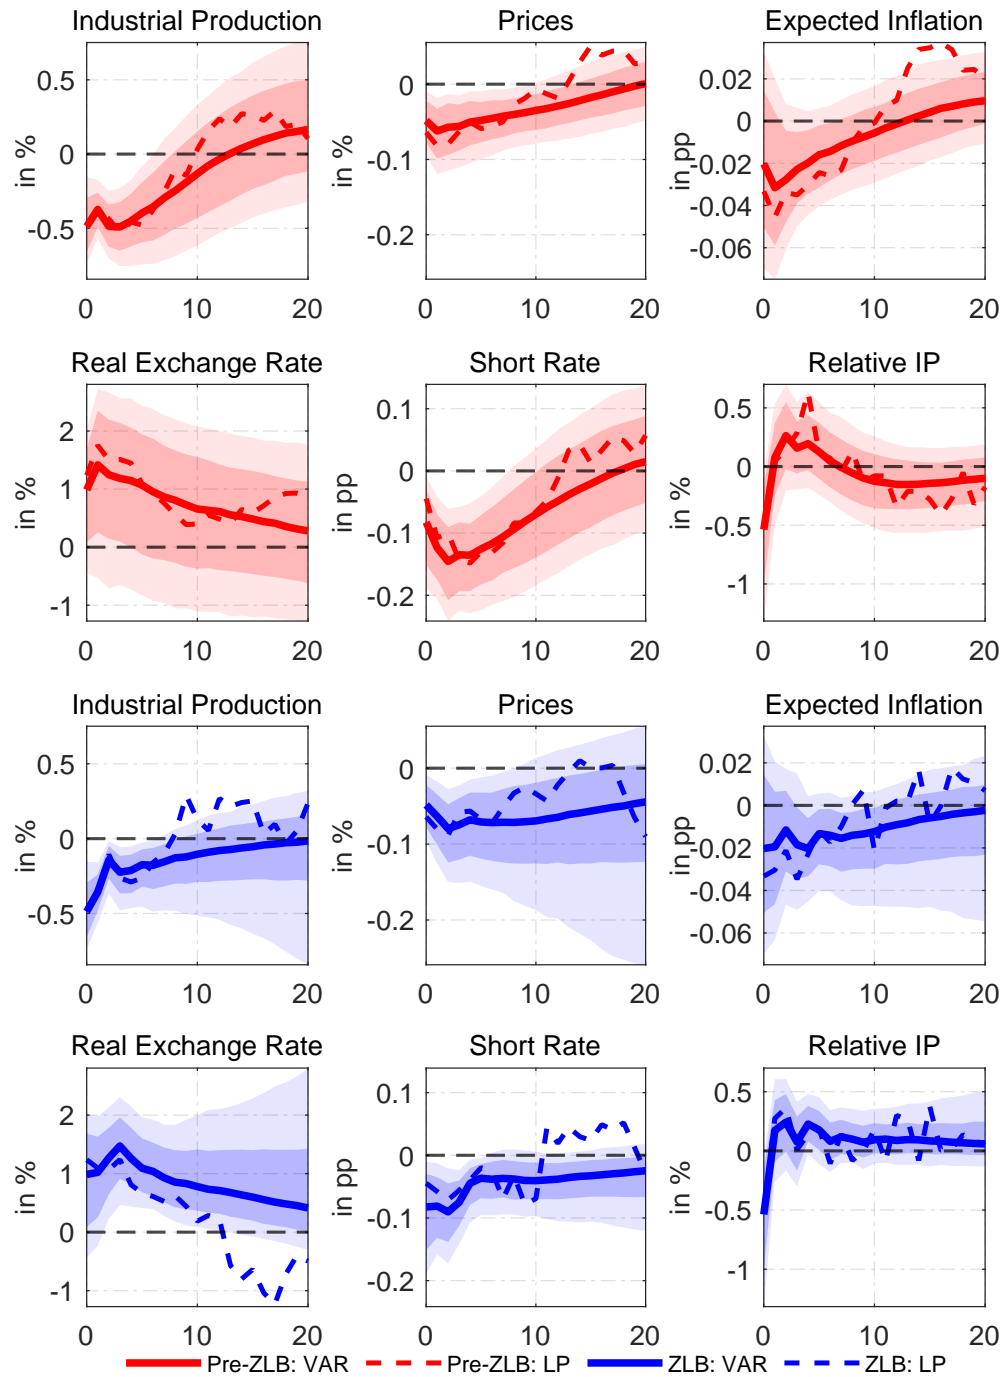 Industrial Production
Prices
Expected Inflation
in %
0.5
0
-0.5
0 10 20
in %
0
-0.1
-0.2
0 10 20
in pp
0.02
0
-0.02
-0.04
-0.06
0 10 20
Real Exchange Rate
Short Rate
Relative IP
in %
2
1
0
-1
0 10 20
in pp
0.1
0
-0.1
-0.2
0 10 20
in %
0.5
0
-0.5
-1
0 10 20
Industrial Production
Prices
Expected Inflation
in %
0.5
0
-0.5
0 10 20
in %
0
-0.1
-0.2
0 10 20
in pp
0.02
0
-0.02
-0.04
-0.06
0 10 20
Real Exchange Rate
Short Rate
Relative IP
in %
2
1
0
-1
0 10 20
in pp
0.1
0
-0.1
-0.2
0 10 20
in %
0.5
0
-0.5
-1
0 10 20
Pre-ZLB: VAR Pre-ZLB: LP ZLB: VAR ZLB: LP